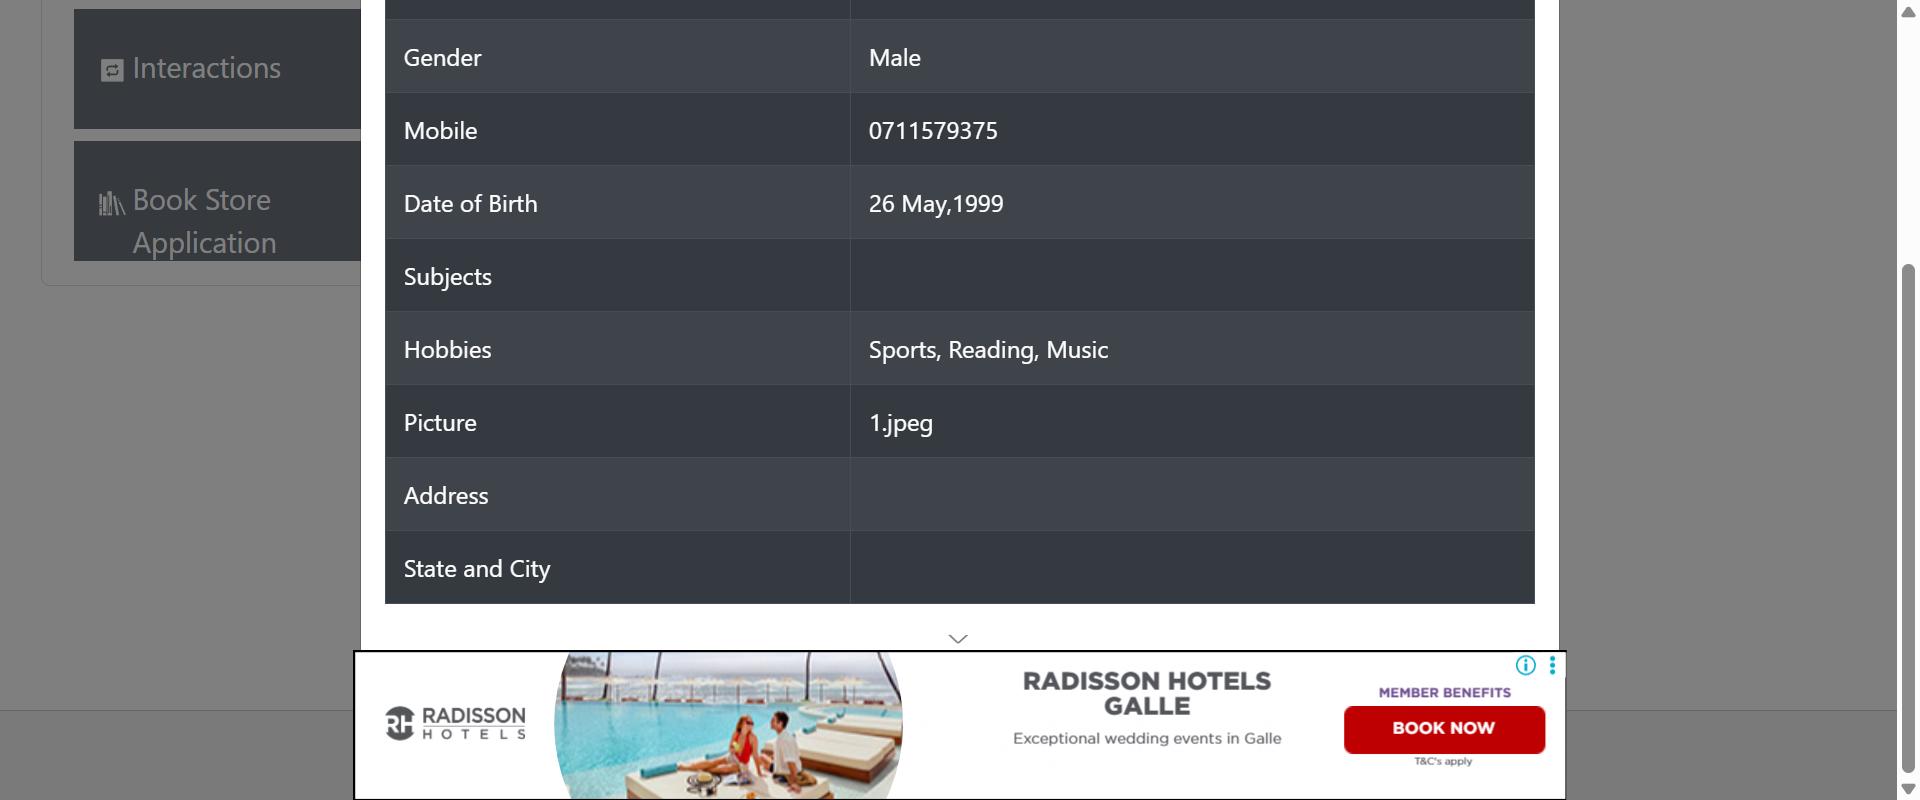 Interactions
Book Store
Application
Gender Male
Mobile 0711579375
Date of Birth 26 May,1999
Subjects
Hobbies Sports, Reading, Music
Picture 1.jpeg
Address
State and City
RH RADISSON
HOTELS
RADISSON HOTELS
GALLE
Exceptional wedding events in Galle
MEMBER BENEFITS
BOOK NOW
T&C's apply